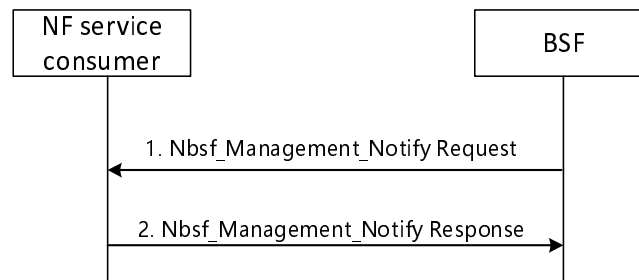 NF service
consumer
BSF
1. Nbsf_Management_Notify Request
2. Nbsf_Management_Notify Response